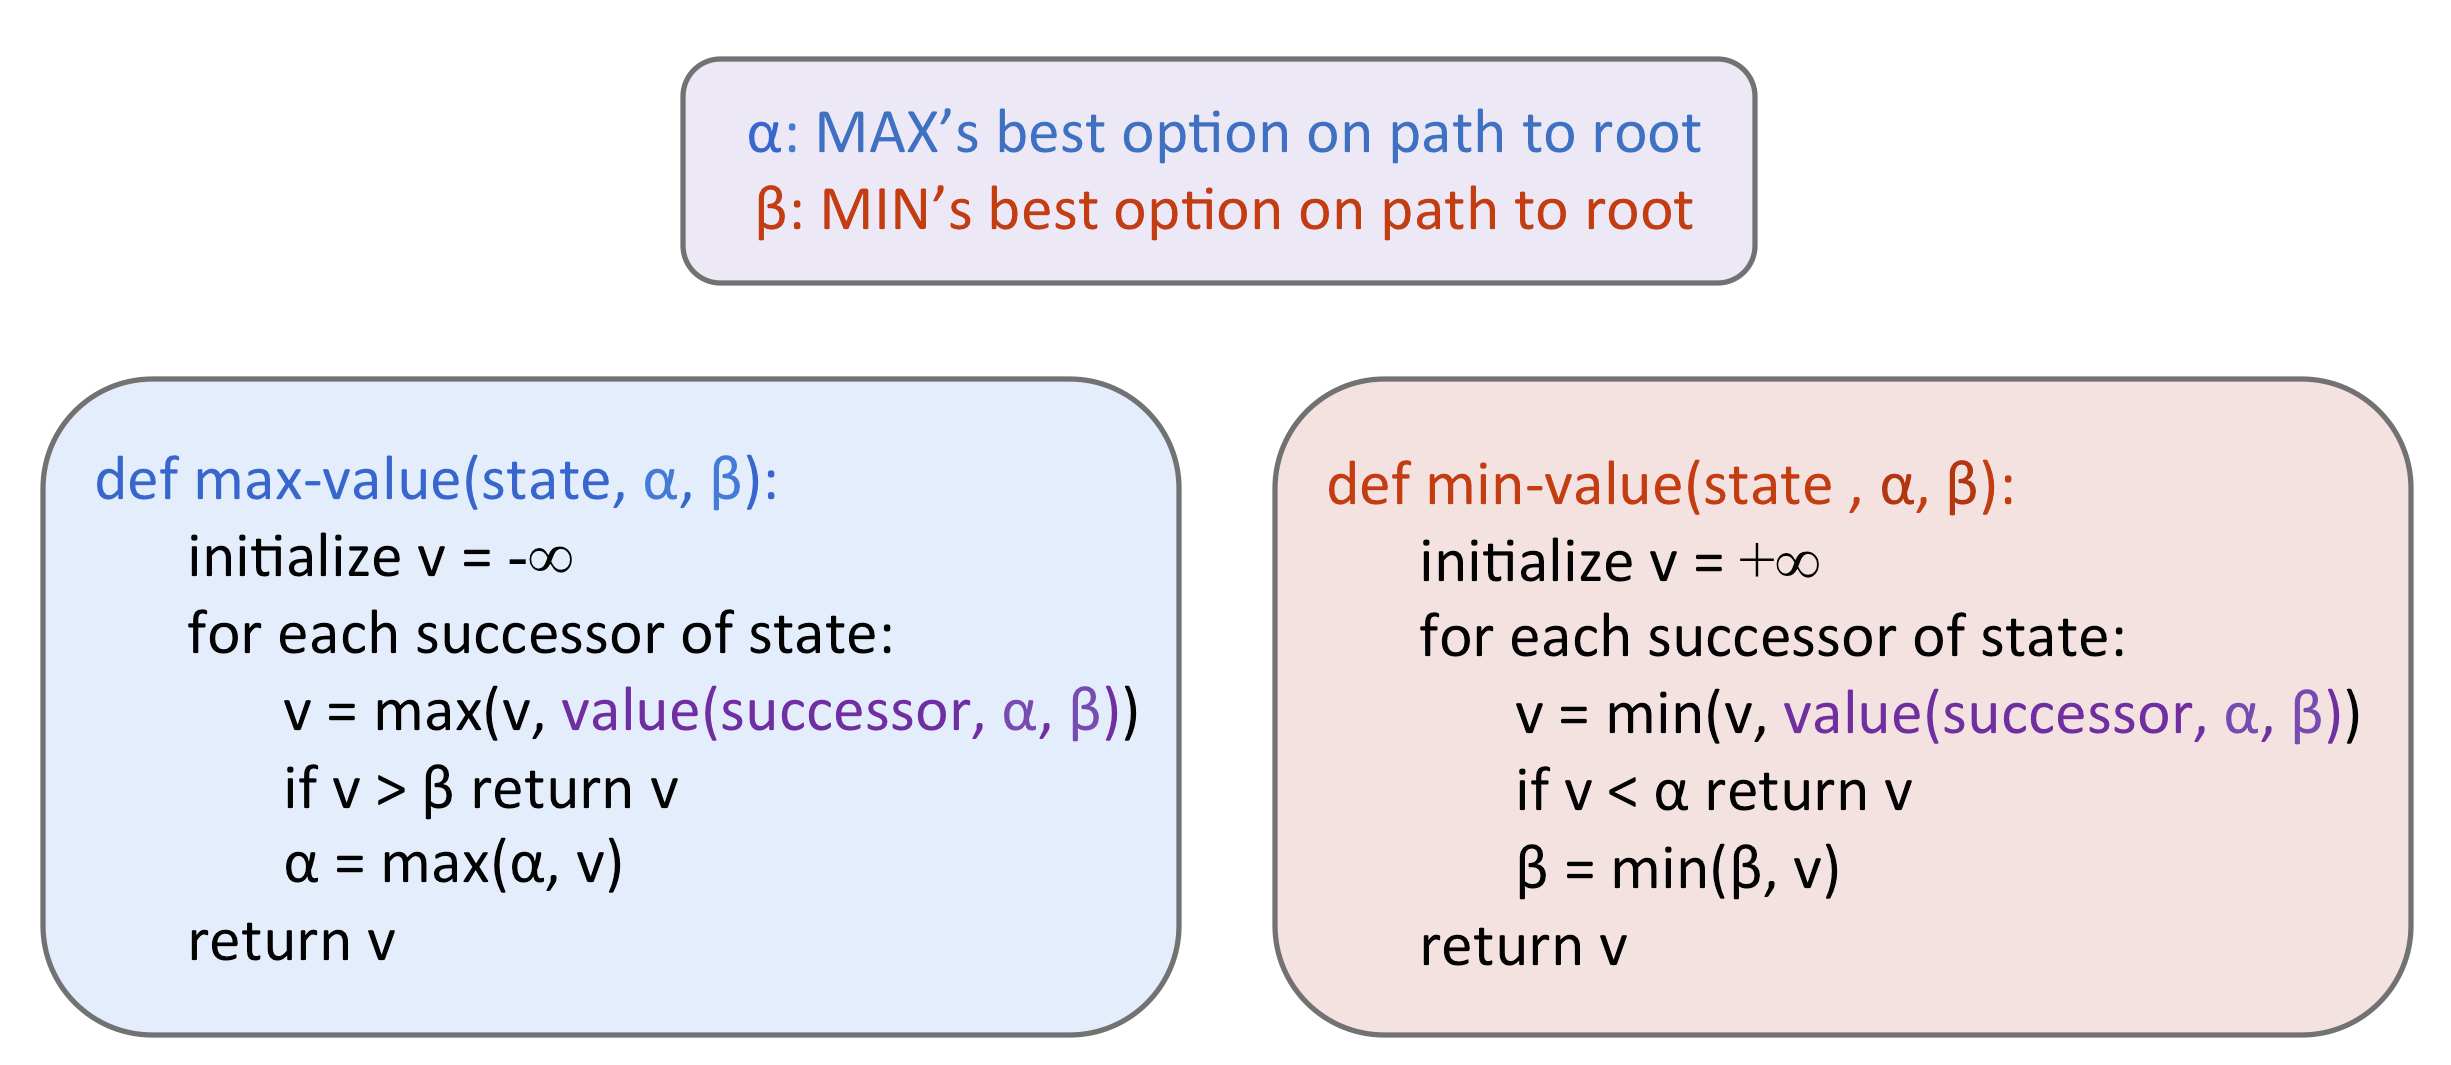 α: MAX’s best option on path to root
β: MIN’s best option on path to root
def max-value(state, α, β):
initialize v = -∞
for each successor of state:
v = max(v, value(successor, α, β))
if v > β return v
α = max(α, v)
return v
def min-value(state , α, β):
initialize v = +∞
for each successor of state:
v = min(v, value(successor, α, β))
if v < α return v
β = min(β, v)
return v